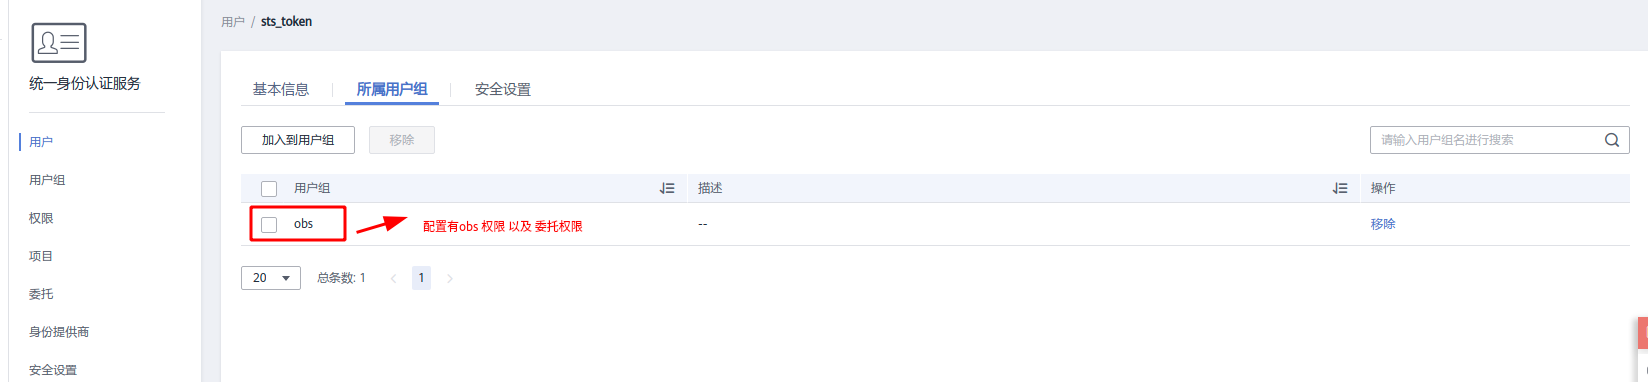 用户 / sts_token
统一身份认证服务
用户
用户组
权限
项目
委托
身份提供商
安全设置
基本信息 所属用户组 安全设置
加入到用户组 移除 请输入用户组名进行搜索
用户组 描述 操作
obs 配置有obs 权限 以及 委托权限 -- 移除
20 总条数: 1 < 1 >